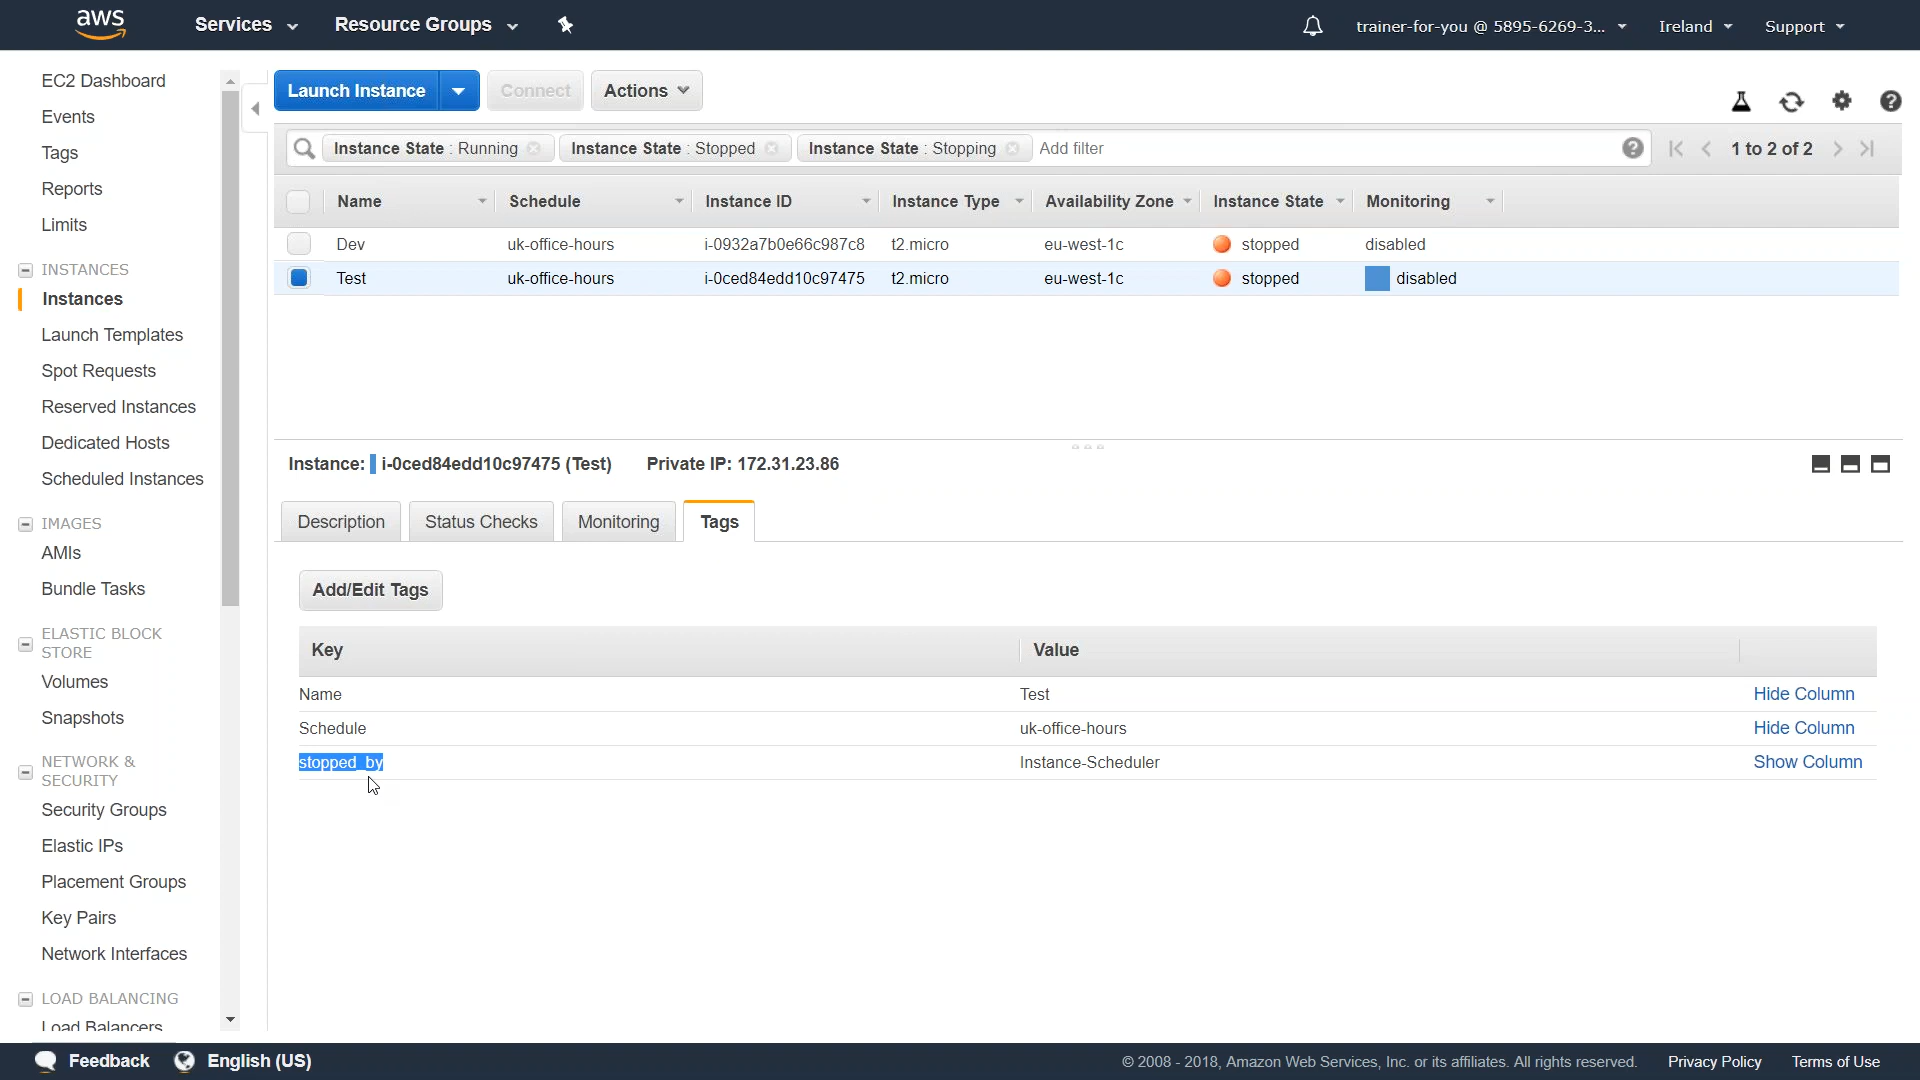 aws Services Resource Groups trainer-for-you @ 5895-6269-3... Ireland Support
EC2 Dashboard
Events
Tags
Reports
Limits
INSTANCES
Instances
Launch Templates
Spot Requests
Reserved Instances
Dedicated Hosts
Scheduled Instances
IMAGES
AMIs
Bundle Tasks
ELASTIC BLOCK
STORE
Volumes
Snapshots
NETWORK &
SECURITY
Security Groups
Elastic IPs
Placement Groups
Key Pairs
Network Interfaces
LOAD BALANCING
Load Balancers
Launch Instance Connect Actions
Instance State : Running Instance State : Stopped Instance State : Stopping Add filter 1 to 2 of 2
Name Schedule Instance ID Instance Type Availability Zone Instance State Monitoring
Dev uk-office-hours i-0932a7b0e66c987c8 t2.micro eu-west-1c stopped disabled
Test uk-office-hours i-0ced84edd10c97475 t2.micro eu-west-1c stopped disabled
Instance: i-0ced84edd10c97475 (Test) Private IP: 172.31.23.86
Description Status Checks Monitoring Tags
Add/Edit Tags
Key Value
Name Test Hide Column
Schedule uk-office-hours Hide Column
stopped_by Instance-Scheduler Show Column
Feedback English (US) © 2008 - 2018, Amazon Web Services, Inc. or its affiliates. All rights reserved. Privacy Policy Terms of Use